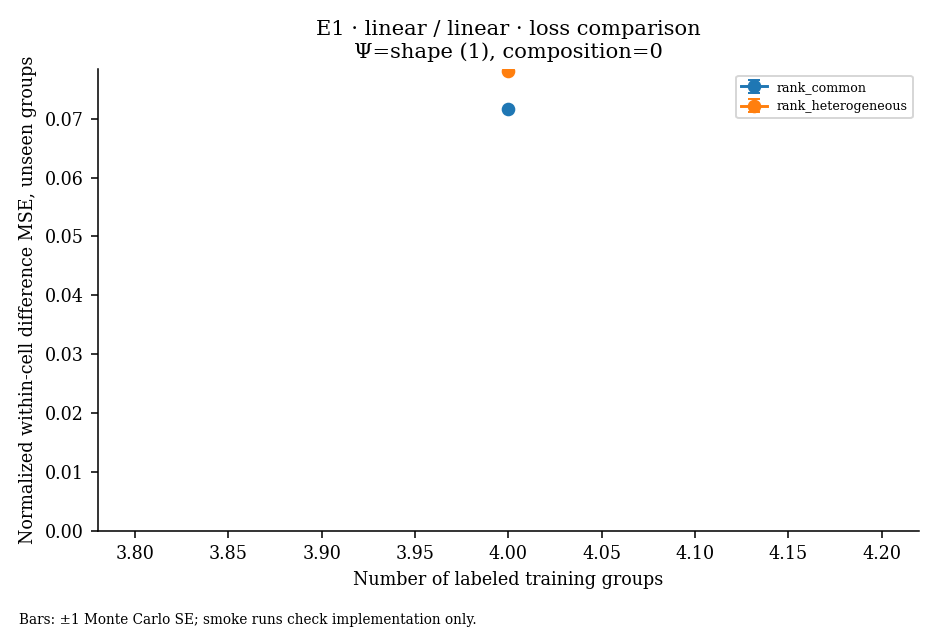 E1 · linear / linear · loss comparison
Ψ=shape (1), composition=0
Normalized within-cell difference MSE, unseen groups
0.07
0.06
0.05
0.04
0.03
0.02
0.01
0.00
rank_common
rank_heterogeneous
3.80 3.85 3.90 3.95 4.00 4.05 4.10 4.15 4.20
Number of labeled training groups
Bars: ±1 Monte Carlo SE; smoke runs check implementation only.